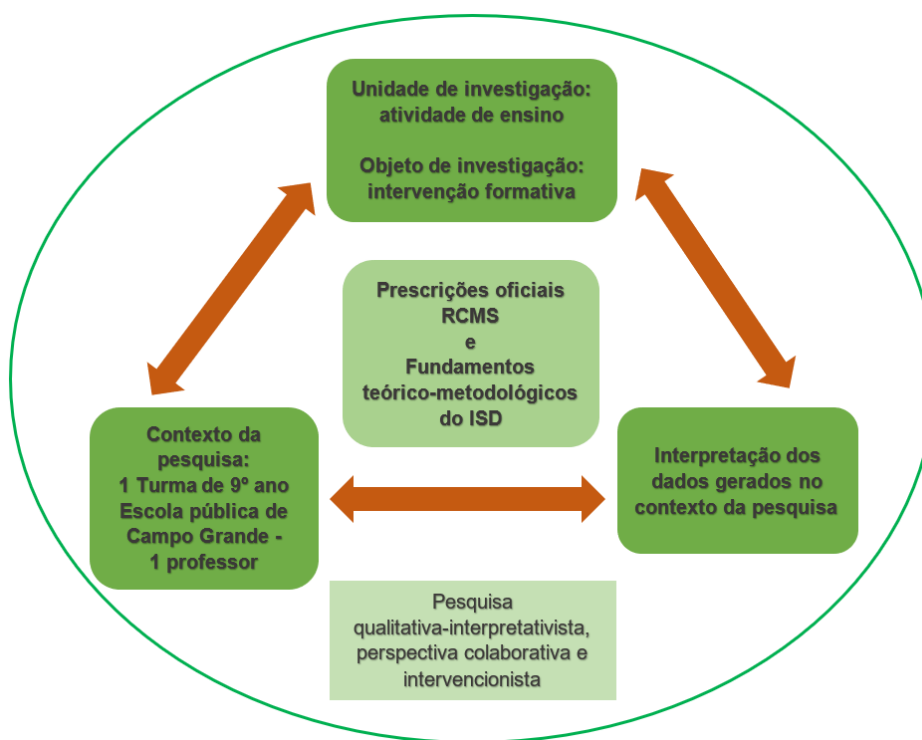 Unidade de investigação:
atividade de ensino
Objeto de investigação:
intervenção formativa
Prescrições oficiais
RCMS
e
Fundamentos
teórico-metodológicos
do ISD
Contexto da
pesquisa:
1 Turma de 9º ano
Escola pública de
Campo Grande -
1 professor
Interpretação dos
dados gerados no
contexto da pesquisa
Pesquisa
qualitativa-interpretativista,
perspectiva colaborativa e
intervencionista